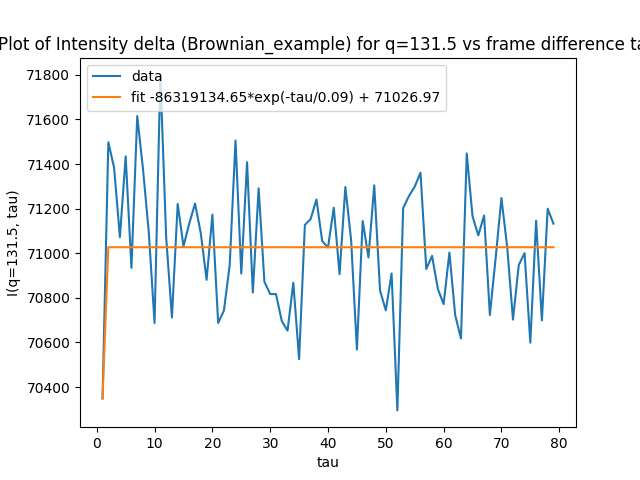 Plot of Intensity delta (Brownian_example) for q=131.5 vs frame difference ta
data
fit -86319134.65*exp(-tau/0.09) + 71026.97
I(q=131.5, tau)
71800
71600
71400
71200
71000
70800
70600
70400
0 10 20 30 40 50 60 70 80
tau